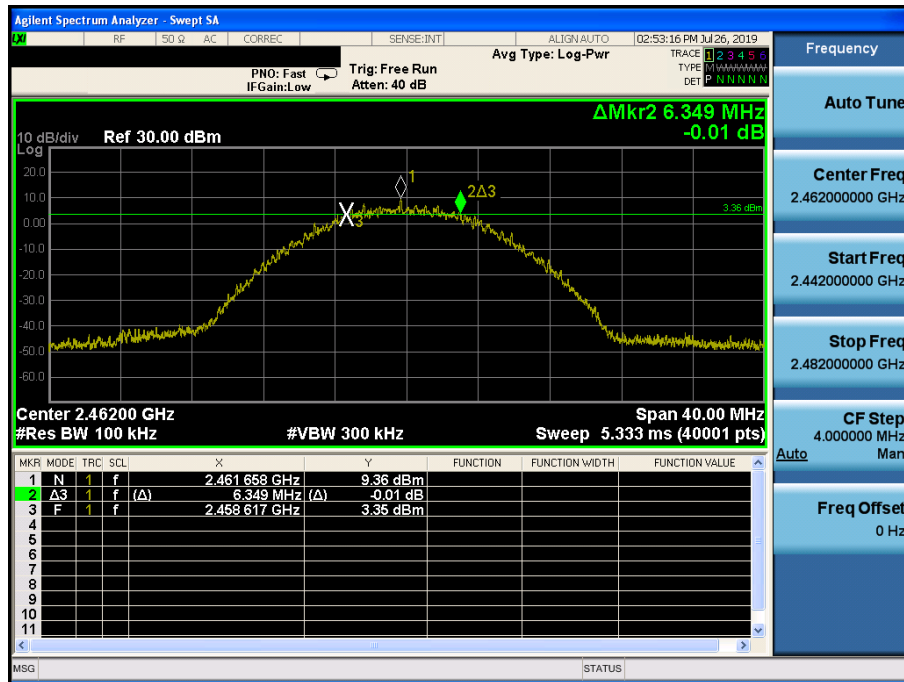 Agilent Spectrum Analyzer - Swept SA
LXI RF 50 Ω AC CORREC SENSE:INT ALIGN AUTO 02:53:16 PM Jul 26, 2019
Frequency
Avg Type: Log-Pwr
TRACE 1 2 3 4 5 6
TYPE MWWWWW
DET P N N N N N
PNO: Fast
IFGain:Low
Trig: Free Run
Atten: 40 dB
Auto Tune
ΔMkr2 6.349 MHz
-0.01 dB
10 dB/div Ref 30.00 dBm
Log
20.0
10.0
0.00
-10.0
-20.0
-30.0
-40.0
-50.0
-60.0
1
2Δ3
X3
3.36 dBm
Center Freq
2.462000000 GHz
Start Freq
2.442000000 GHz
Stop Freq
2.482000000 GHz
Center 2.46200 GHz Span 40.00 MHz
#Res BW 100 kHz #VBW 300 kHz Sweep 5.333 ms (40001 pts)
CF Step
4.000000 MHz
Auto Man
Freq Offset
0 Hz
MKR MODE TRC SCL X Y FUNCTION FUNCTION WIDTH FUNCTION VALUE
1 N 1 f 2.461 658 GHz 9.36 dBm
2 Δ3 1 f (Δ) 6.349 MHz (Δ) -0.01 dB
3 F 1 f 2.458 617 GHz 3.35 dBm
4
5
6
7
8
9
10
11
MSG STATUS